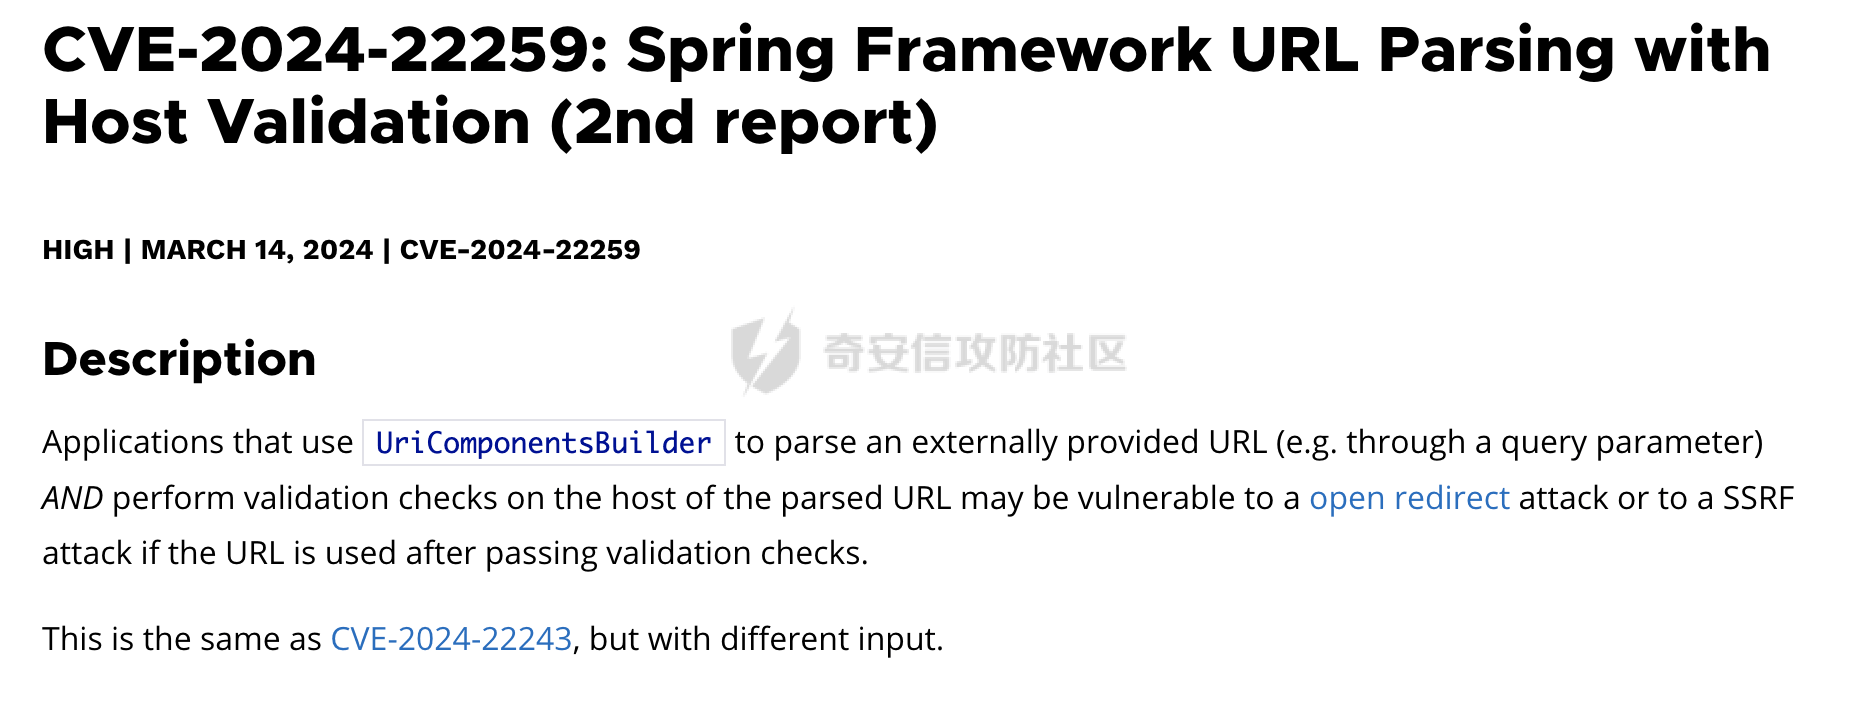 CVE-2024-22259: Spring Framework URL Parsing with
Host Validation (2nd report)
HIGH | MARCH 14, 2024 | CVE-2024-22259
奇安信攻防社区
Description
Applications that use UriComponentsBuilder to parse an externally provided URL (e.g. through a query parameter)
AND perform validation checks on the host of the parsed URL may be vulnerable to a open redirect attack or to a SSRF
attack if the URL is used after passing validation checks.
This is the same as CVE-2024-22243, but with different input.